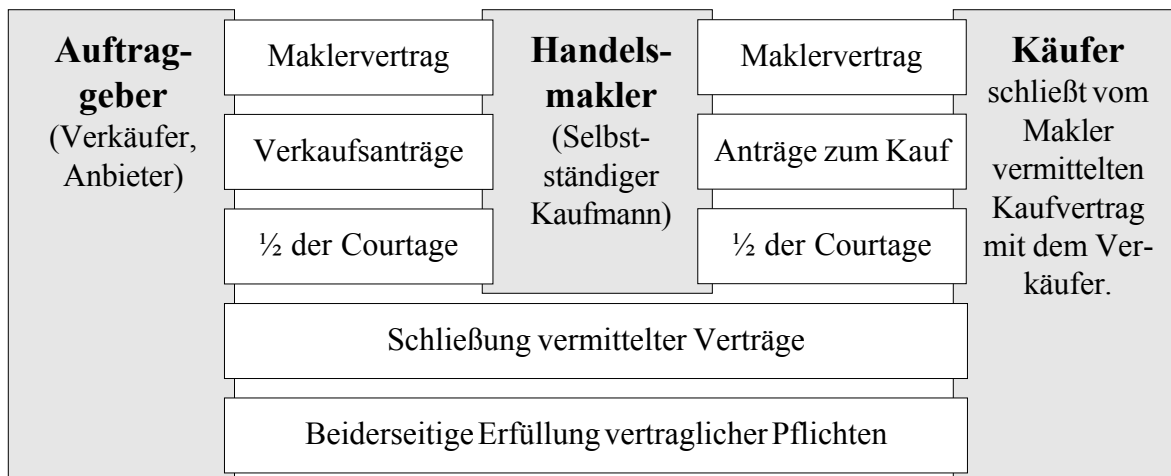 Auftrag-
geber
(Verkäufer,
Anbieter)
Maklervertrag
Verkaufsanträge
½ der Courtage
Handels-
makler
(Selbst-
ständiger
Kaufmann)
Maklervertrag
Anträge zum Kauf
½ der Courtage
Käufer
schließt vom
Makler
vermittelten
Kaufvertrag
mit dem Ver-
käufer.
Schließung vermittelter Verträge
Beiderseitige Erfüllung vertraglicher Pflichten